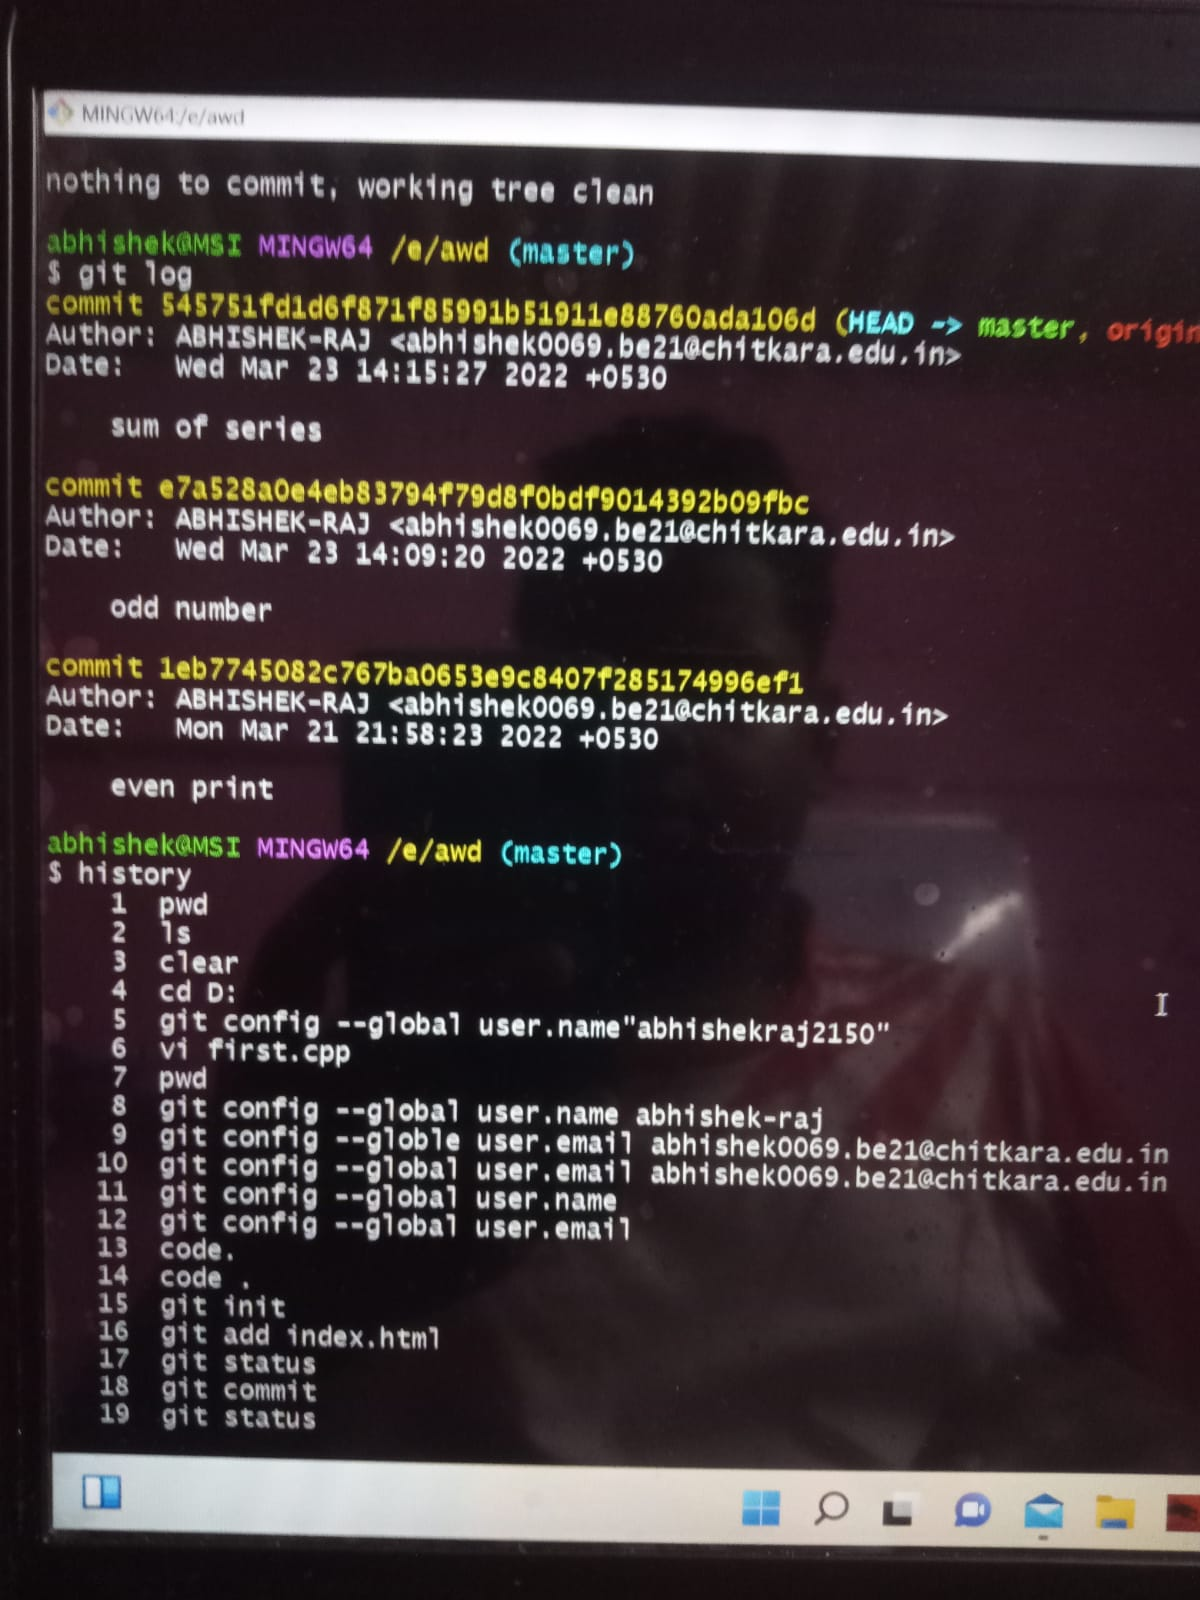 MINGW64:/e/awd
nothing to commit, working tree clean
abhishek@MSI MINGW64 /e/awd (master)
$ git log
commit 545751fd1d6f871f85991b51911e88760ada106d (HEAD -> master, origin
Author: ABHISHEK-RAJ <abhishek0069.be21@chitkara.edu.in>
Date:   Wed Mar 23 14:15:27 2022 +0530
sum of series
commit e7a528a0e4eb83794f79d8f0bdf9014392b09fbc
Author: ABHISHEK-RAJ <abhishek0069.be21@chitkara.edu.in>
Date:   Wed Mar 23 14:09:20 2022 +0530
odd number
commit 1eb7745082c767ba0653e9c8407f285174996ef1
Author: ABHISHEK-RAJ <abhishek0069.be21@chitkara.edu.in>
Date:   Mon Mar 21 21:58:23 2022 +0530
even print
abhishek@MSI MINGW64 /e/awd (master)
$ history
1  pwd
2  ls
3  clear
4  cd D:
5  git config --global user.name"abhishekraj2150"
6  vi first.cpp
7  pwd
8  git config --global user.name abhishek-raj
9  git config --globle user.email abhishek0069.be21@chitkara.edu.in
10  git config --global user.email abhishek0069.be21@chitkara.edu.in
11  git config --global user.name
12  git config --global user.email
13  code.
14  code .
15  git init
16  git add index.html
17  git status
18  git commit
19  git status